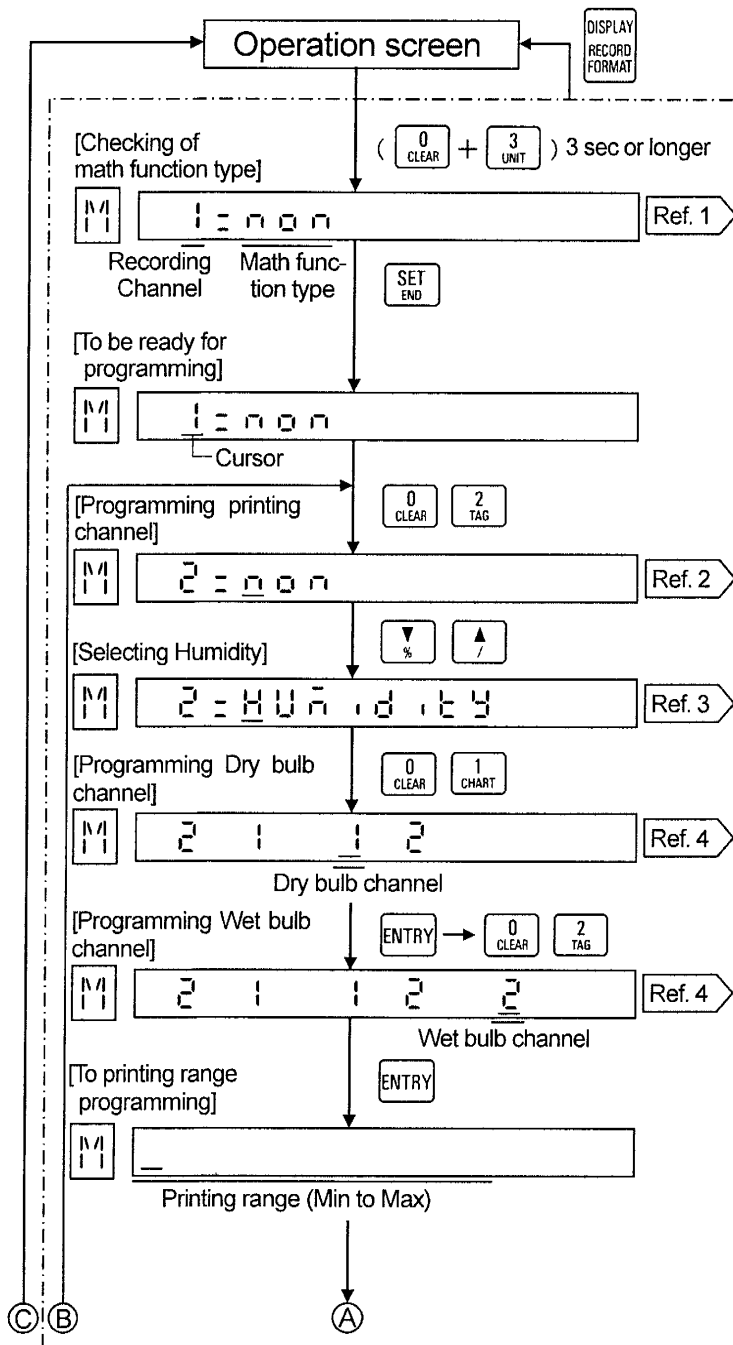 Operation screen
DISPLAY
RECORD
FORMAT
[Checking of
math function type]
( 0 CLEAR + 3 UNIT ) 3 sec or longer
M 1=non Ref. 1
Recording Math func-
Channel tion type
SET
END
[To be ready for
programming]
M 1=non
Cursor
[Programming printing
channel]
0 CLEAR 2 TAG
M 2=non Ref. 2
▼ % ▲ /
[Selecting Humidity]
M 2=HUmidity Ref. 3
[Programming Dry bulb
channel]
0 CLEAR 1 CHART
M 2 1 1 2 Ref. 4
Dry bulb channel
[Programming Wet bulb
channel]
ENTRY → 0 CLEAR 2 TAG
M 2 1 1 2 2 Ref. 4
Wet bulb channel
[To printing range
programming]
ENTRY
M _
Printing range (Min to Max)
Ⓒ Ⓑ Ⓐ